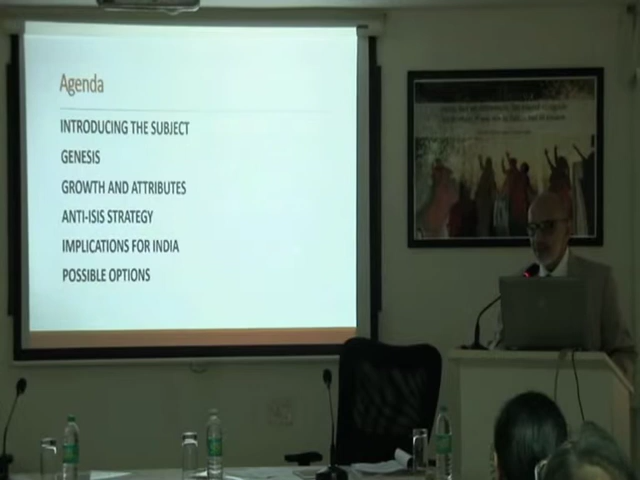 Agenda
INTRODUCING THE SUBJECT
GENESIS
GROWTH AND ATTRIBUTES
ANTI-ISIS STRATEGY
IMPLICATIONS FOR INDIA
POSSIBLE OPTIONS